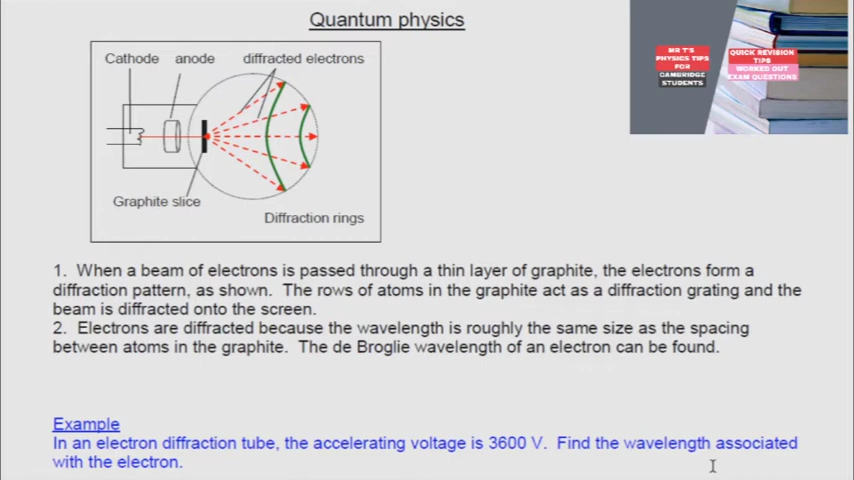 Quantum physics
MR T'S
PHYSICS TIPS
FOR
CAMBRIDGE
STUDENTS
QUICK REVISION
TIPS
WORKED OUT
EXAM QUESTIONS
Cathode anode diffracted electrons
Graphite slice
Diffraction rings
1. When a beam of electrons is passed through a thin layer of graphite, the electrons form a
diffraction pattern, as shown. The rows of atoms in the graphite act as a diffraction grating and the
beam is diffracted onto the screen.
2. Electrons are diffracted because the wavelength is roughly the same size as the spacing
between atoms in the graphite. The de Broglie wavelength of an electron can be found.
Example
In an electron diffraction tube, the accelerating voltage is 3600 V. Find the wavelength associated
with the electron.